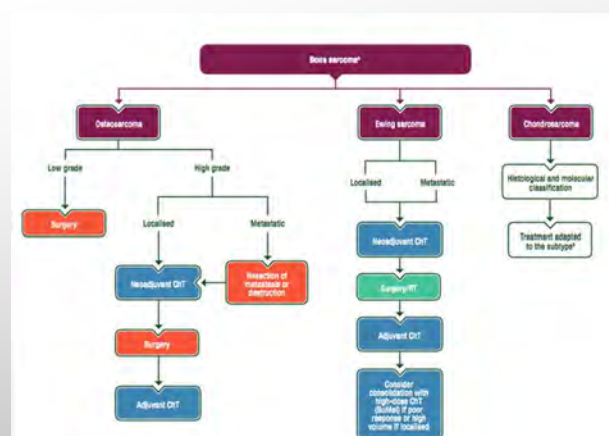 Bone sarcomaª
Osteosarcoma
Ewing sarcoma
Chondrosarcoma
Low grade
High grade
Localised
Metastatic
Histological and molecular
classification
Surgery
Localised
Metastatic
Neoadjuvant ChT
Treatment adapted
to the subtype
Neoadjuvant ChT
Resection of
metastasis or
destruction
Surgery/RT
Surgery
Adjuvant ChT
Adjuvant ChT
Consider
consolidation with
high-dose ChT
(BuMel) if poor
response or high
volume if localised